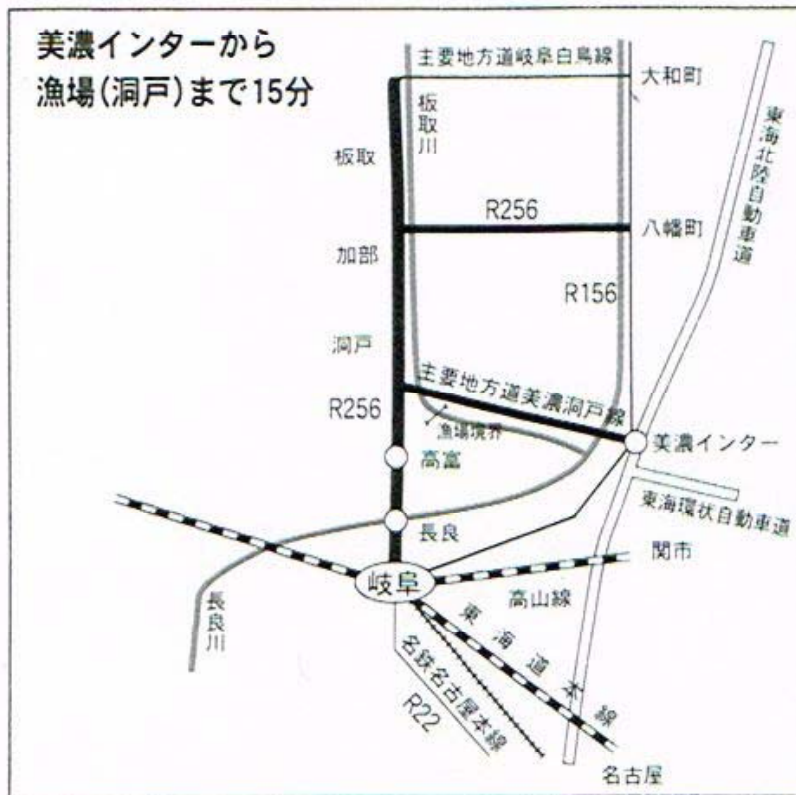 美濃インターから
漁場(洞戸)まで15分
主要地方道岐阜白鳥線
大和町
板取川
東海北陸自動車道
板取
R256
八幡町
加部
R156
洞戸
主要地方道美濃洞戸線
R256
漁場境界
美濃インター
高富
東海環状自動車道
長良
関市
岐阜
高山線
長良川
東海道本線
名鉄名古屋本線
R22
名古屋